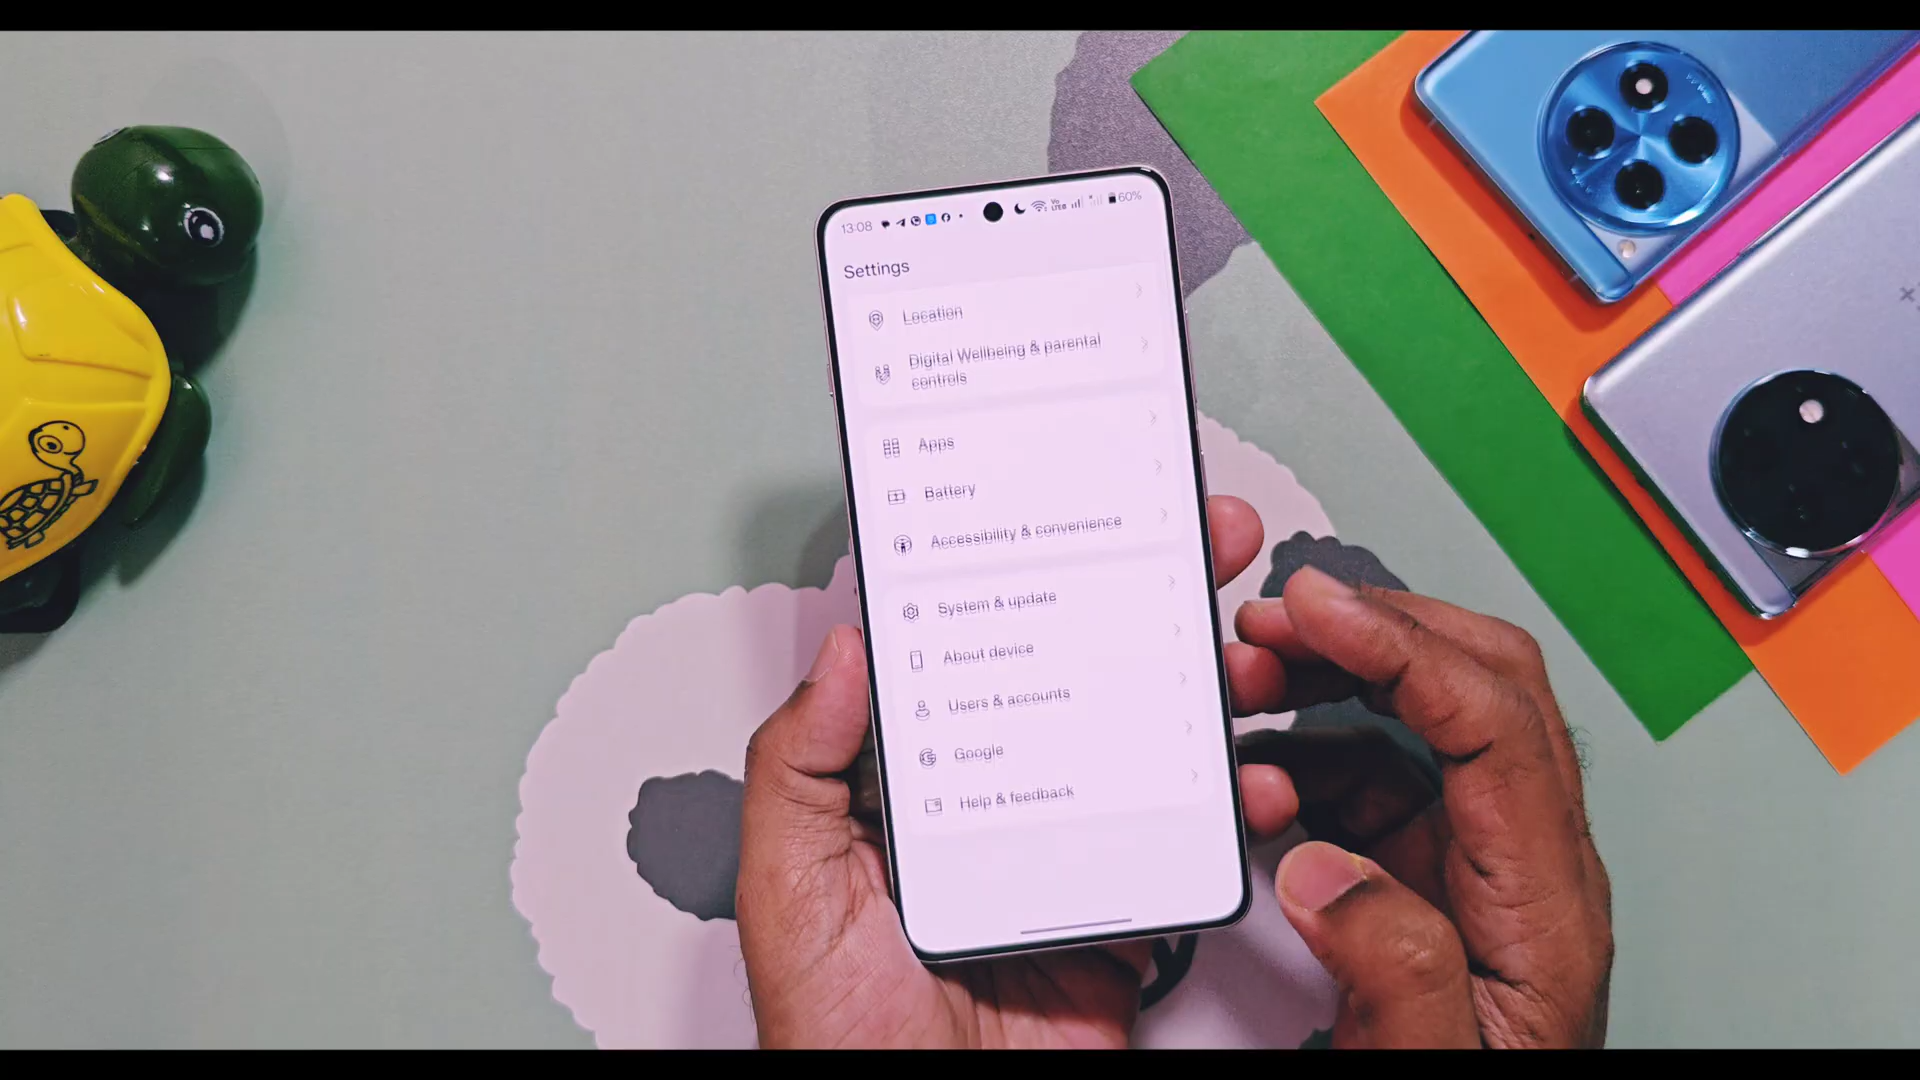 13:08
60%
Settings
Location
Digital Wellbeing & parental
controls
Apps
Battery
Accessibility & convenience
System & update
About device
Users & accounts
Google
Help & feedback